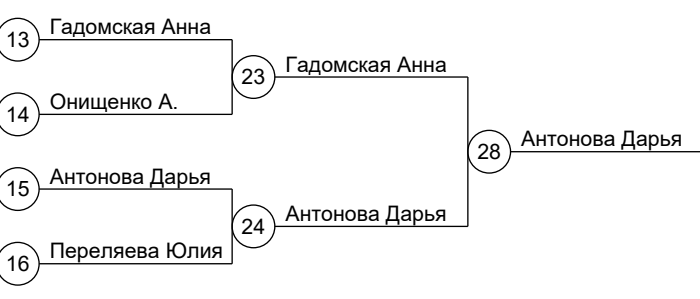 13 Гадомская Анна
23 Гадомская Анна
14 Онищенко А.
28 Антонова Дарья
15 Антонова Дарья
24 Антонова Дарья
16 Переляева Юлия